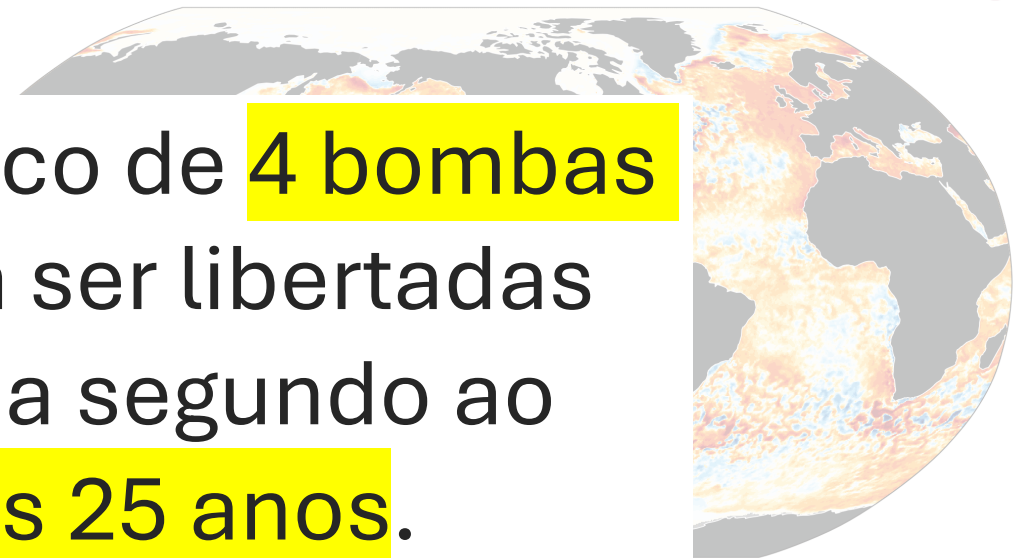 co de 4 bombas
ser libertadas
a segundo ao
s 25 anos.